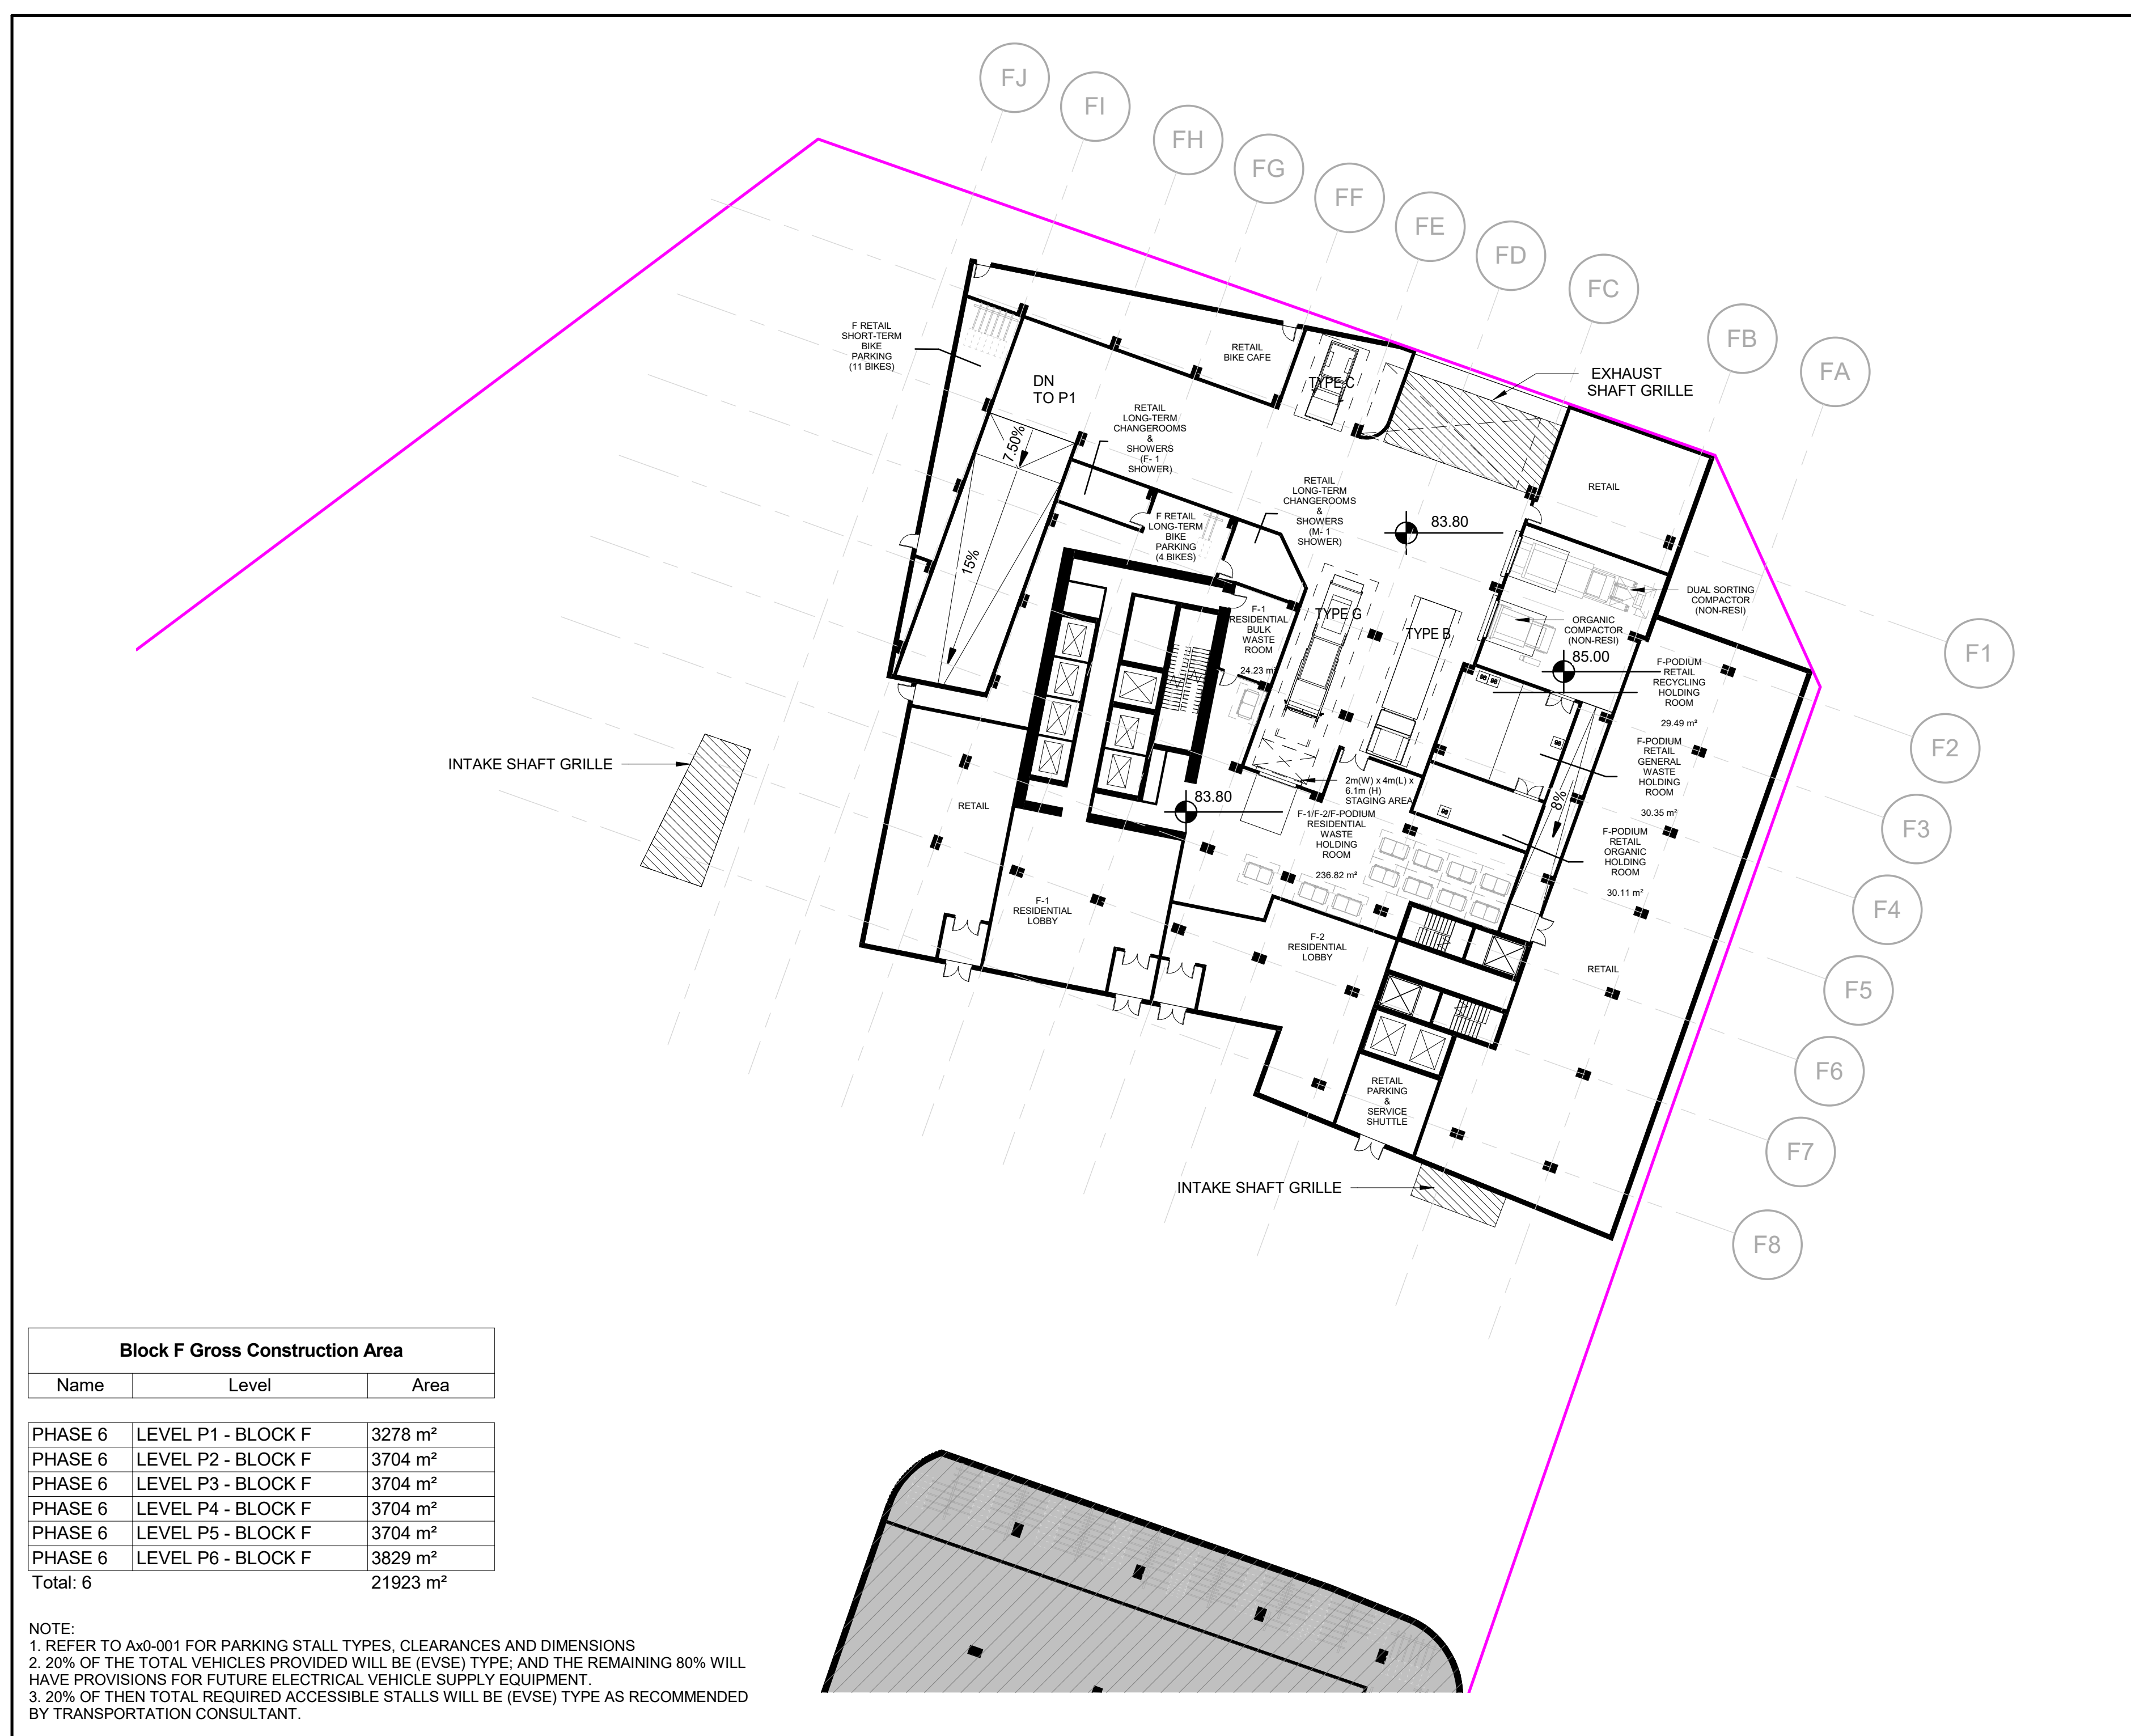 FJ
FI
FH
FG
FF
FE
FD
FC
FB
FA
F1
F2
F3
F4
F5
F6
F7
F8
F RETAIL
SHORT-TERM
BIKE
PARKING
(11 BIKES)
DN
TO P1
7.50%
15%
RETAIL
BIKE CAFE
TYPE C
EXHAUST
SHAFT GRILLE
RETAIL
LONG-TERM
CHANGEROOMS
&
SHOWERS
(F- 1
SHOWER)
RETAIL
LONG-TERM
CHANGEROOMS
&
SHOWERS
(M- 1
SHOWER)
RETAIL
83.80
F RETAIL
LONG-TERM
BIKE
PARKING
(4 BIKES)
F-1
RESIDENTIAL
BULK
WASTE
ROOM
24.23 m²
TYPE G
TYPE B
DUAL SORTING
COMPACTOR
(NON-RESI)
ORGANIC
COMPACTOR
(NON-RESI)
85.00
F-PODIUM
RETAIL
RECYCLING
HOLDING
ROOM
29.49 m²
F-PODIUM
RETAIL
GENERAL
WASTE
HOLDING
ROOM
30.35 m²
F-PODIUM
RETAIL
ORGANIC
HOLDING
ROOM
30.11 m²
8%
INTAKE SHAFT GRILLE
RETAIL
83.80
2m(W) x 4m(L) x
6.1m (H)
STAGING AREA
F-1/F-2/F-PODIUM
RESIDENTIAL
WASTE
HOLDING
ROOM
236.82 m²
F-1
RESIDENTIAL
LOBBY
F-2
RESIDENTIAL
LOBBY
RETAIL
RETAIL
PARKING
&
SERVICE
SHUTTLE
INTAKE SHAFT GRILLE
Block F Gross Construction Area
Name Level Area
PHASE 6 LEVEL P1 - BLOCK F 3278 m²
PHASE 6 LEVEL P2 - BLOCK F 3704 m²
PHASE 6 LEVEL P3 - BLOCK F 3704 m²
PHASE 6 LEVEL P4 - BLOCK F 3704 m²
PHASE 6 LEVEL P5 - BLOCK F 3704 m²
PHASE 6 LEVEL P6 - BLOCK F 3829 m²
Total: 6 21923 m²
NOTE:
1. REFER TO Ax0-001 FOR PARKING STALL TYPES, CLEARANCES AND DIMENSIONS
2. 20% OF THE TOTAL VEHICLES PROVIDED WILL BE (EVSE) TYPE; AND THE REMAINING 80% WILL
HAVE PROVISIONS FOR FUTURE ELECTRICAL VEHICLE SUPPLY EQUIPMENT.
3. 20% OF THEN TOTAL REQUIRED ACCESSIBLE STALLS WILL BE (EVSE) TYPE AS RECOMMENDED
BY TRANSPORTATION CONSULTANT.